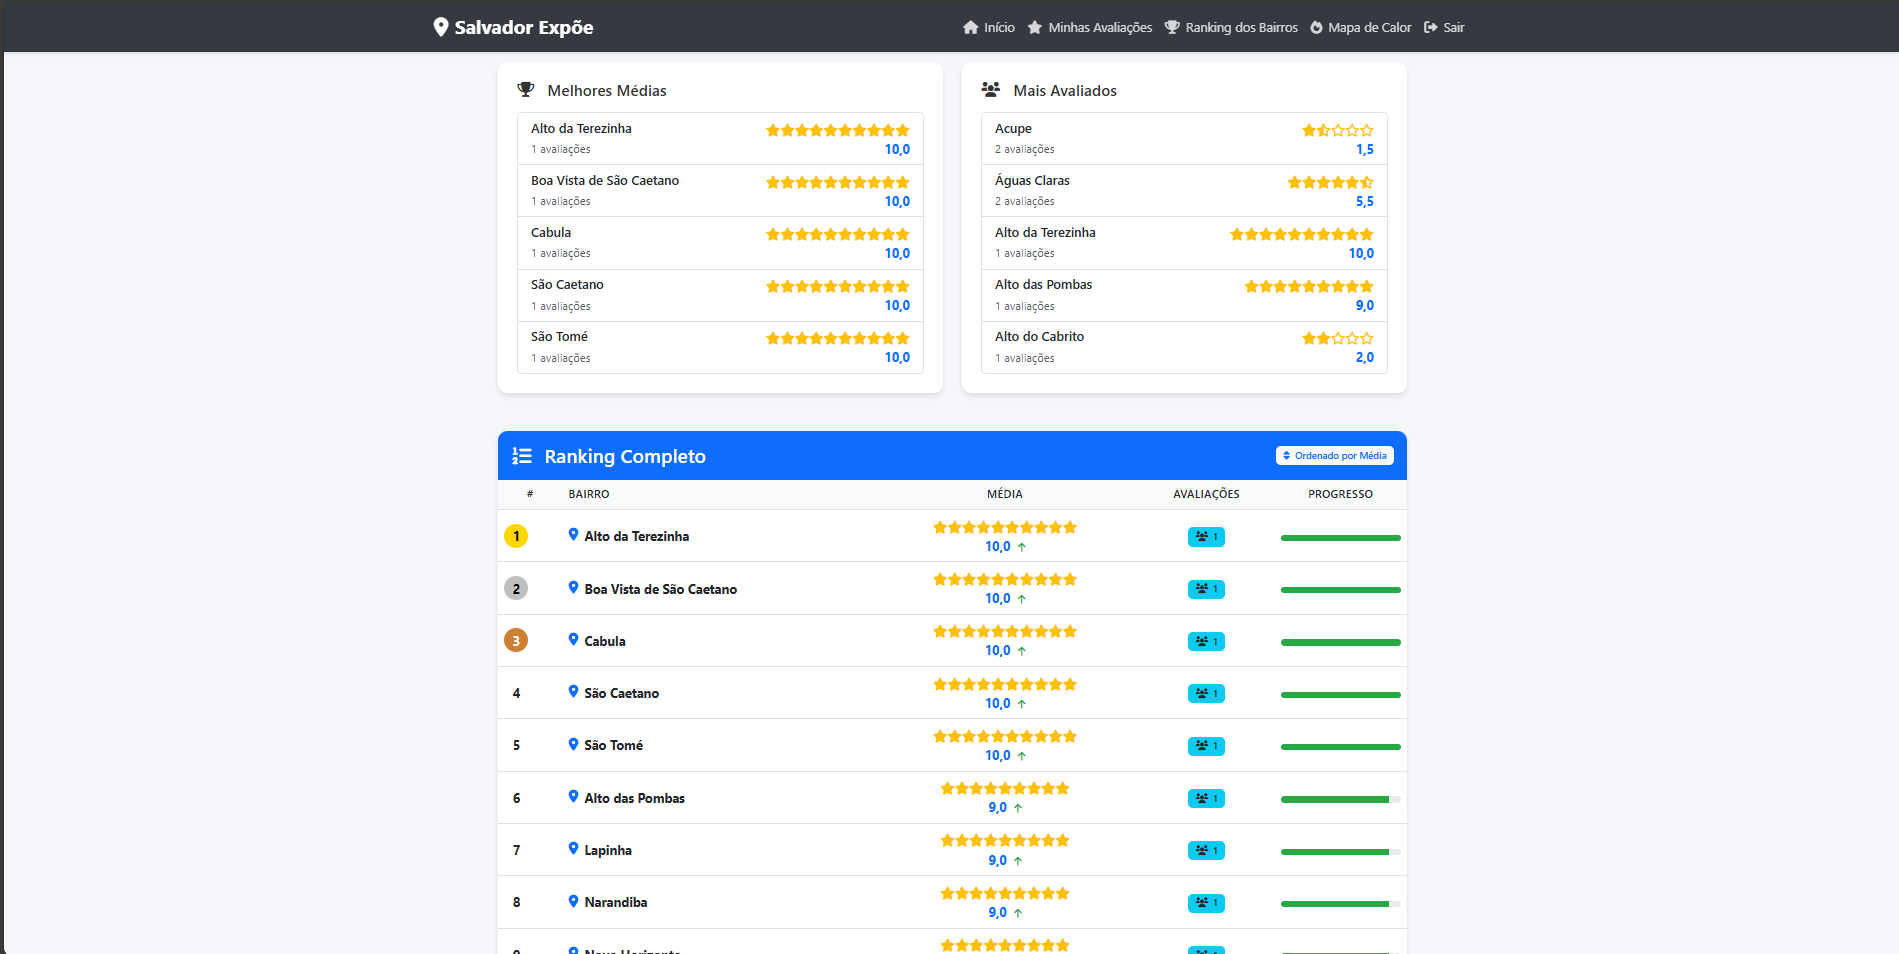 Salvador Expõe
Início Minhas Avaliações Ranking dos Bairros Mapa de Calor Sair
Melhores Médias
Alto da Terezinha
1 avaliações 10,0
Boa Vista de São Caetano
1 avaliações 10,0
Cabula
1 avaliações 10,0
São Caetano
1 avaliações 10,0
São Tomé
1 avaliações 10,0
Mais Avaliados
Acupe
2 avaliações 1,5
Águas Claras
2 avaliações 5,5
Alto da Terezinha
1 avaliações 10,0
Alto das Pombas
1 avaliações 9,0
Alto do Cabrito
1 avaliações 2,0
Ranking Completo Ordenado por Média
# BAIRRO MÉDIA AVALIAÇÕES PROGRESSO
1 Alto da Terezinha 10,0 ↑ 1
2 Boa Vista de São Caetano 10,0 ↑ 1
3 Cabula 10,0 ↑ 1
4 São Caetano 10,0 ↑ 1
5 São Tomé 10,0 ↑ 1
6 Alto das Pombas 9,0 ↑ 1
7 Lapinha 9,0 ↑ 1
8 Narandiba 9,0 ↑ 1